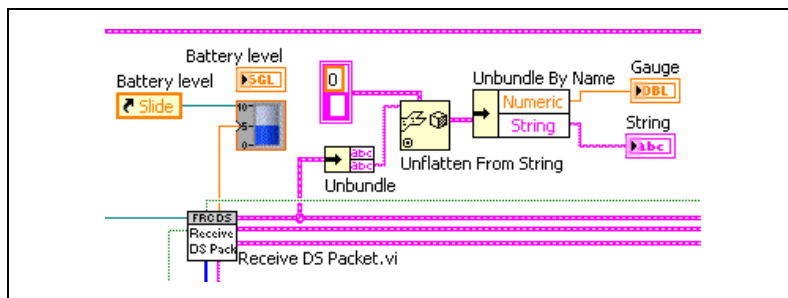 Battery level
SGL
Battery level
Slide
10
5
0
0
Unbundle By Name
Numeric
String
Gauge
DBL
String
abc
Unflatten From String
abc
abc
Unbundle
FRC DS
Receive
DS Pack
Receive DS Packet.vi